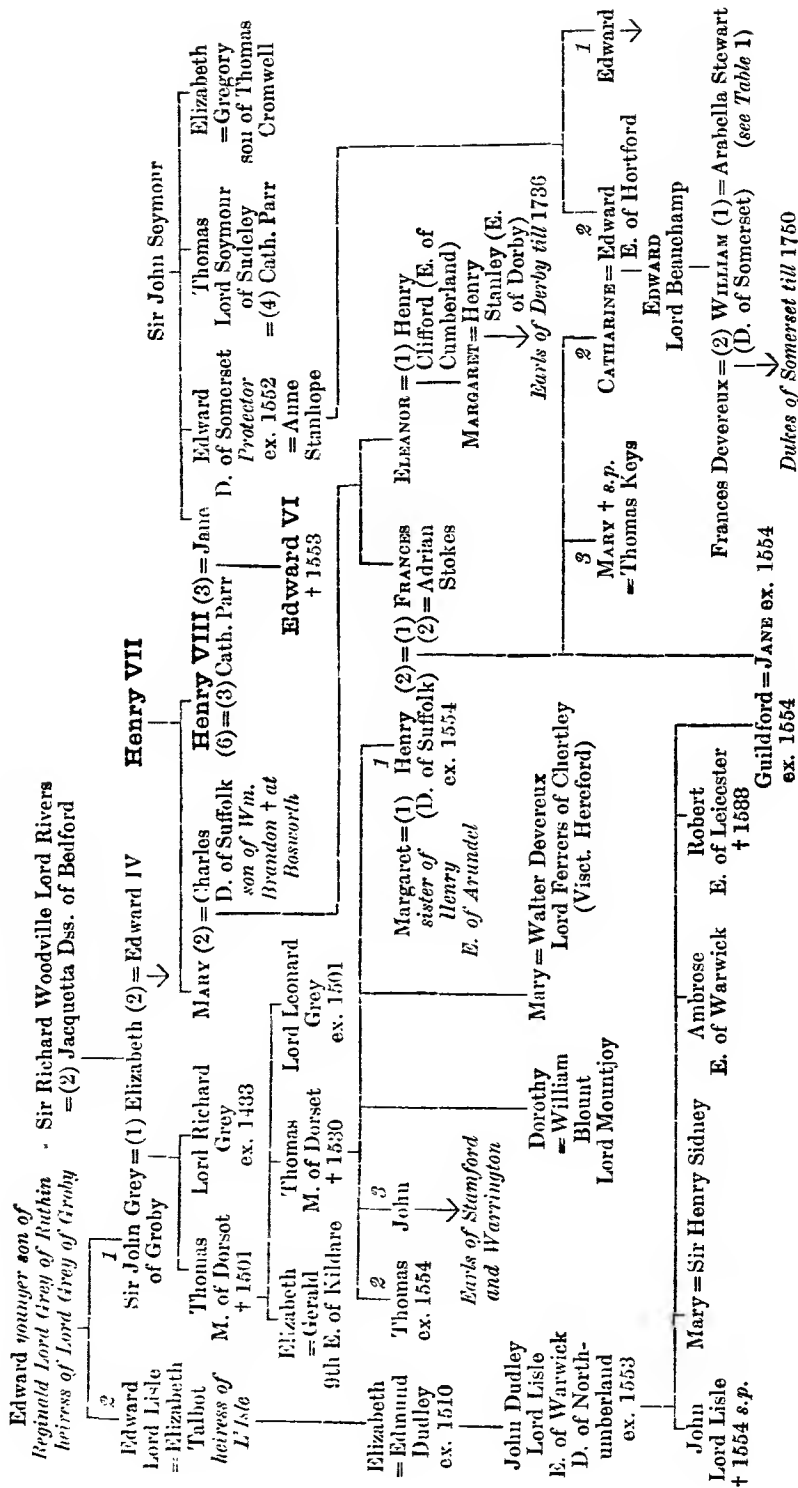 Edward younger son of
Reginald Lord Grey of Ruthin - Sir Richard Woodville Lord Rivers
heiress of Lord Grey of Groby =(2) Jacquetta Dss. of Bedford
2
Edward
Lord Lisle
=Elizabeth
Talbot
heiress of
L'Isle
1
Sir John Grey=(1) Elizabeth (2)=Edward IV
of Groby
Henry VII
Sir John Seymour
Thomas
M. of Dorsot
† 1501
Lord Richard
Grey
ex. 1433
MARY (2)=Charles
D. of Suffolk
son of Wm.
Brandon † at
Bosworth
Henry VIII (3)=Jane
(6)=(3) Cath. Parr
Edward
D. of Somerset
Protector
ex. 1552
=Anne
Stanhope
Thomas
Lord Soymour
of Sudeley
=(4) Cath. Parr
Elizabeth
=Gregory
son of Thomas
Cromwell
Edward VI
† 1553
Elizabeth
=Gerald
9th E. of Kildare
Thomas
M. of Dorset
† 1530
Lord Leonard
Grey
ex. 1501
Elizabeth
=Edmund
Dudley
ex. 1510
2
Thomas
ex. 1554
3
John
Earls of Stamford
and Warrington
Margaret=(1)
sister of
Henry
E. of Arundel
1
Henry (2)=(1) FRANCES
(D. of Suffolk) (2)=Adrian
ex. 1554 Stokes
ELEANOR=(1) Henry
Clifford (E. of
Cumberland)
MARGARET=Henry
Stanley (E.
of Dorby)
Earls of Derby till 1736
John Dudley
Lord Lisle
E. of Warwick
D. of North-
umberland
ex. 1553
Dorothy
=William
Blount
Lord Mountjoy
Mary=Walter Devereux
Lord Ferrers of Chertley
(Visct. Hereford)
3
MARY † s.p.
=Thomas Keys
2 2
CATHARINE=Edward
E. of Hortford
1
Edward
EDWARD
Lord Beauchamp
John
Lord Lisle
† 1554 s.p.
Mary=Sir Henry Sidney
Ambrose
E. of Warwick
Robert
E. of Leicester
† 1588
Guildford=JANE ex. 1554
ex. 1554
Frances Devereux=(2) WILLIAM (1)=Arabella Stewart
(D. of Somerset) (see Table 1)
Dukes of Somerset till 1750